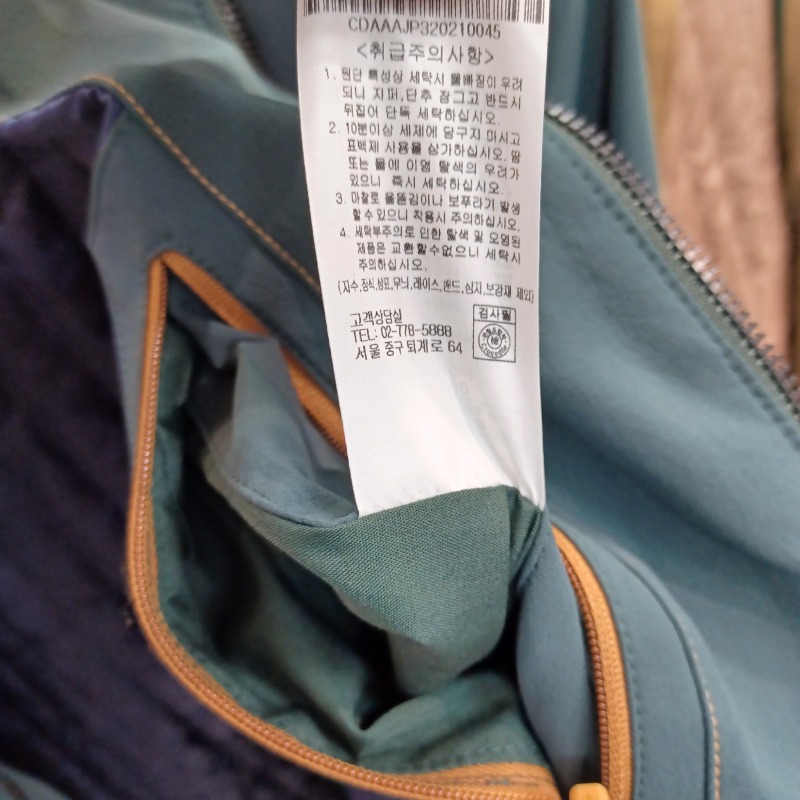 CDAAAJP320210045
<취급주의사항>
1. 원단 특성상 세탁시 물빠짐이 우려
되니 지퍼,단추 잠그고 반드시
뒤집어 단독 세탁하십시오.
2. 10분이상 세제에 담구지 마시고
표백제 사용을 삼가하십시오. 땀
또는 물에 이염 탈색의 우려가
있으니 즉시 세탁하십시오.
3. 마찰로 올뜯김이나 보푸라기 발생
할 수 있으니 착용시 주의하십시오.
4. 세탁부주의로 인한 탈색 및 오염된
제품은 교환 할수없으니 세탁시
주의하십시오.
(자수,장식,상표,무늬,레이스,밴드,심지,보강재 제외)
고객상담실
TEL: 02-778-5888
서울 중구 퇴계로 64
검사필
Crocodile